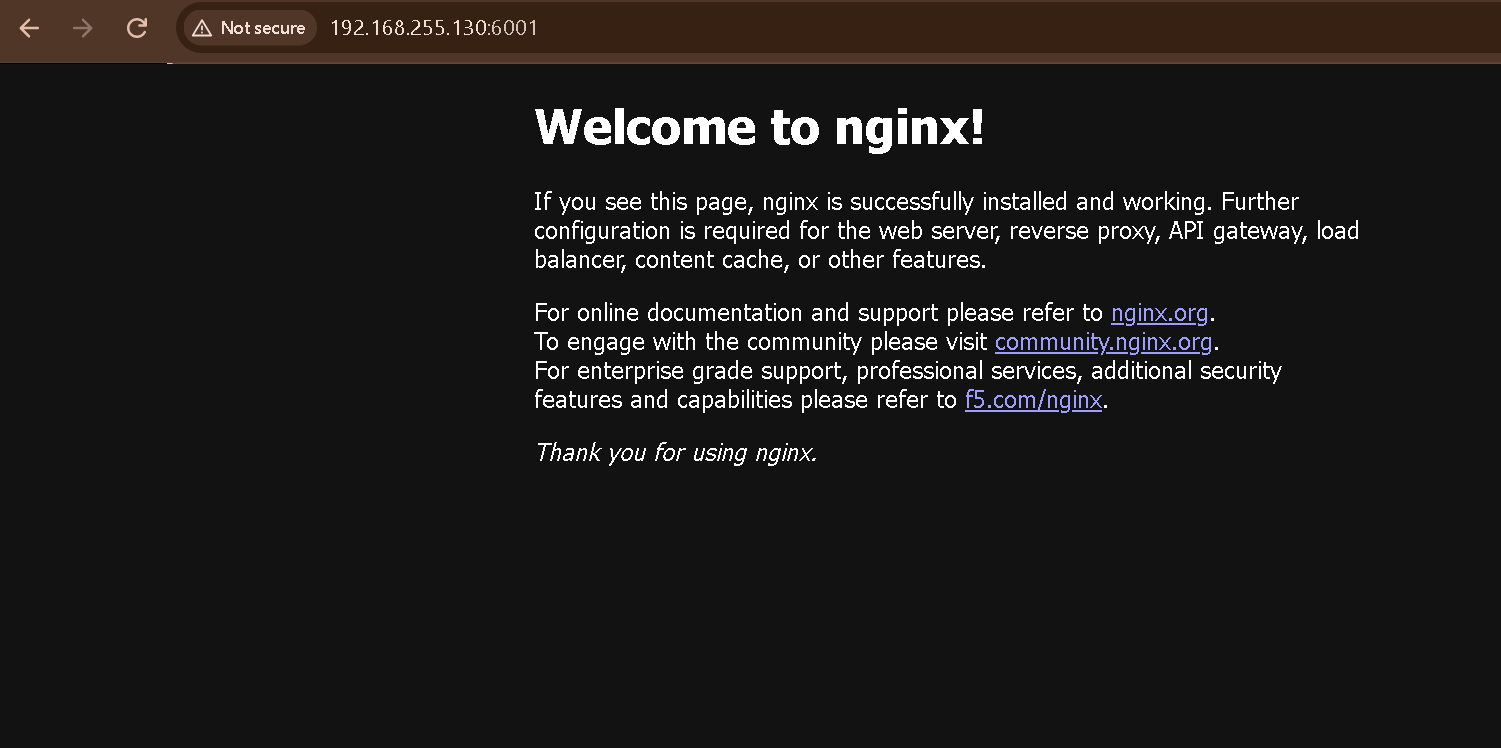 Not secure 192.168.255.130:6001
Welcome to nginx!
If you see this page, nginx is successfully installed and working. Further
configuration is required for the web server, reverse proxy, API gateway, load
balancer, content cache, or other features.
For online documentation and support please refer to nginx.org.
To engage with the community please visit community.nginx.org.
For enterprise grade support, professional services, additional security
features and capabilities please refer to f5.com/nginx.
Thank you for using nginx.